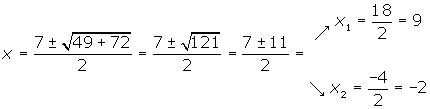 x₁ = 18/2 = 9
x = (7 ± √(49 + 72))/2 = (7 ± √121)/2 = (7 ± 11)/2 =
x₂ = −4/2 = −2